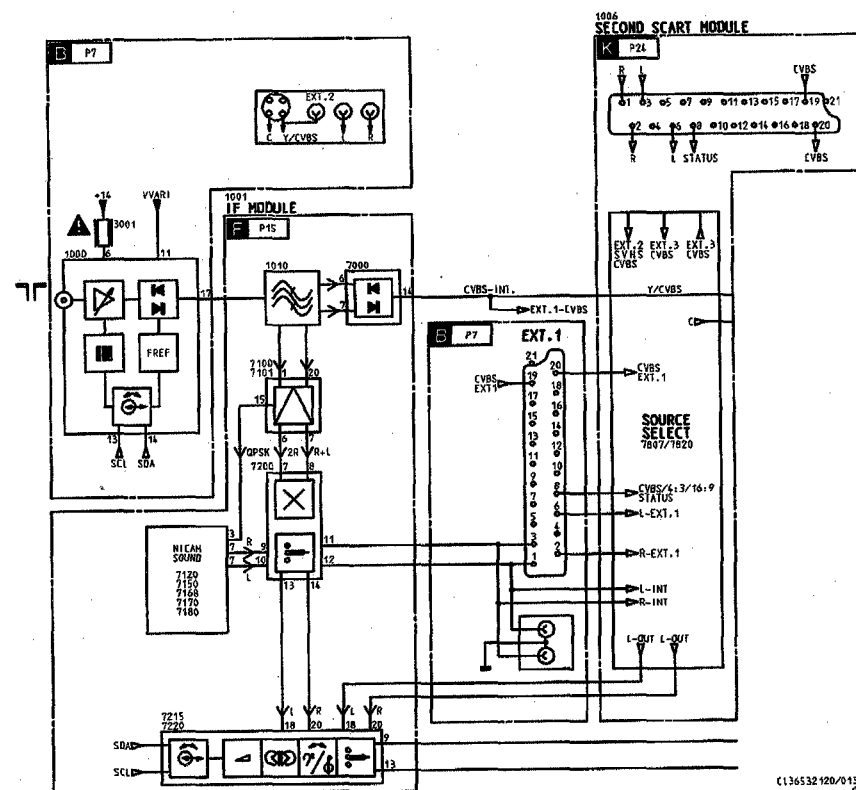 1006
SECOND SCART MODULE
B P7
K P26
EXT.2
C Y/CVBS L R
R L CVBS
1 3 5 7 9 11 13 15 17 19 21
2 4 6 8 10 12 14 16 18 20
R L STATUS CVBS
+14 VVARI
3001
6 11
1000
1001
IF MODULE
F P15
EXT.2 EXT.3 EXT.3
SVHS CVBS CVBS
CVBS
1010 7000
17
6
7
14
CVBS-INT. Y/CVBS
EXT.1-CVBS
C
FREF
13 14
SCL SDA
B P7 EXT.1
7100
7101 1 20
15
6 7
QPSK 2R R+L
7200 7 8
21
19 20
17 18
15 16
13 14
11 12
9 10
7 8
5 6
3 4
1 2
CVBS
EXT1
CVBS
EXT.1
SOURCE
SELECT
7807/7820
CVBS/4:3/16:9
STATUS
L-EXT.1
R-EXT.1
L-INT
R-INT
L-OUT L-OUT
NICAM
SOUND
7120
7150
7168
7170
7180
3
7 R 9
7 L 10
11
12
13 14
L R L R
18 20 18 20
7215
7220
SDA
SCL
9
13
CL36532120/013